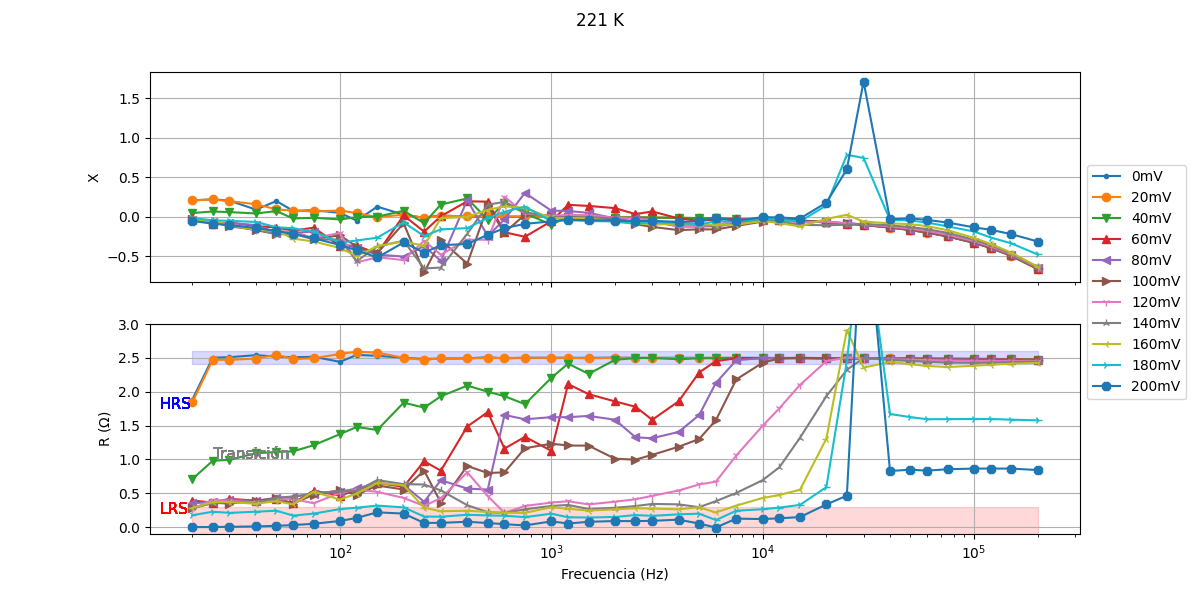 221 K
X
1.5
1.0
0.5
0.0
−0.5
R (Ω)
3.0
2.5
2.0
1.5
1.0
0.5
0.0
HRS
Transición
LRS
10²
10³
10⁴
10⁵
Frecuencia (Hz)
0mV
20mV
40mV
60mV
80mV
100mV
120mV
140mV
160mV
180mV
200mV